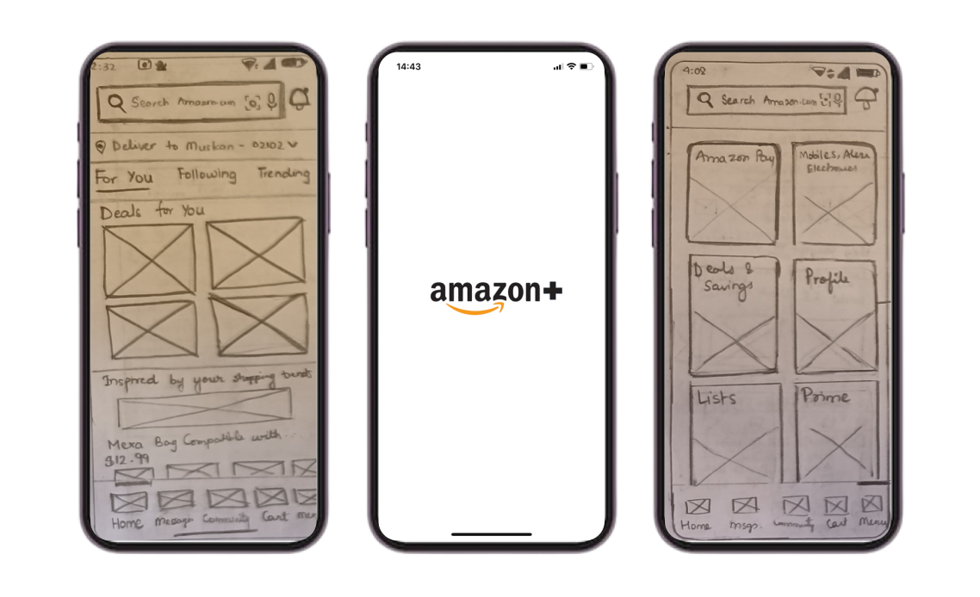 2:32
Search Amazon.com
Deliver to Muskan - 02102
For You Following Trending
Deals for You
Inspired by your shopping trends
Mexa Bag Compatible with...
$12.99
Home Message Community Cart Menu
14:43
amazon+
4:08
Search Amazon.com
Amazon Pay
Mobiles, Alexa
Electronics
Deals &
Savings
Profile
Lists
Prime
Home msgs. Community Cart Menu